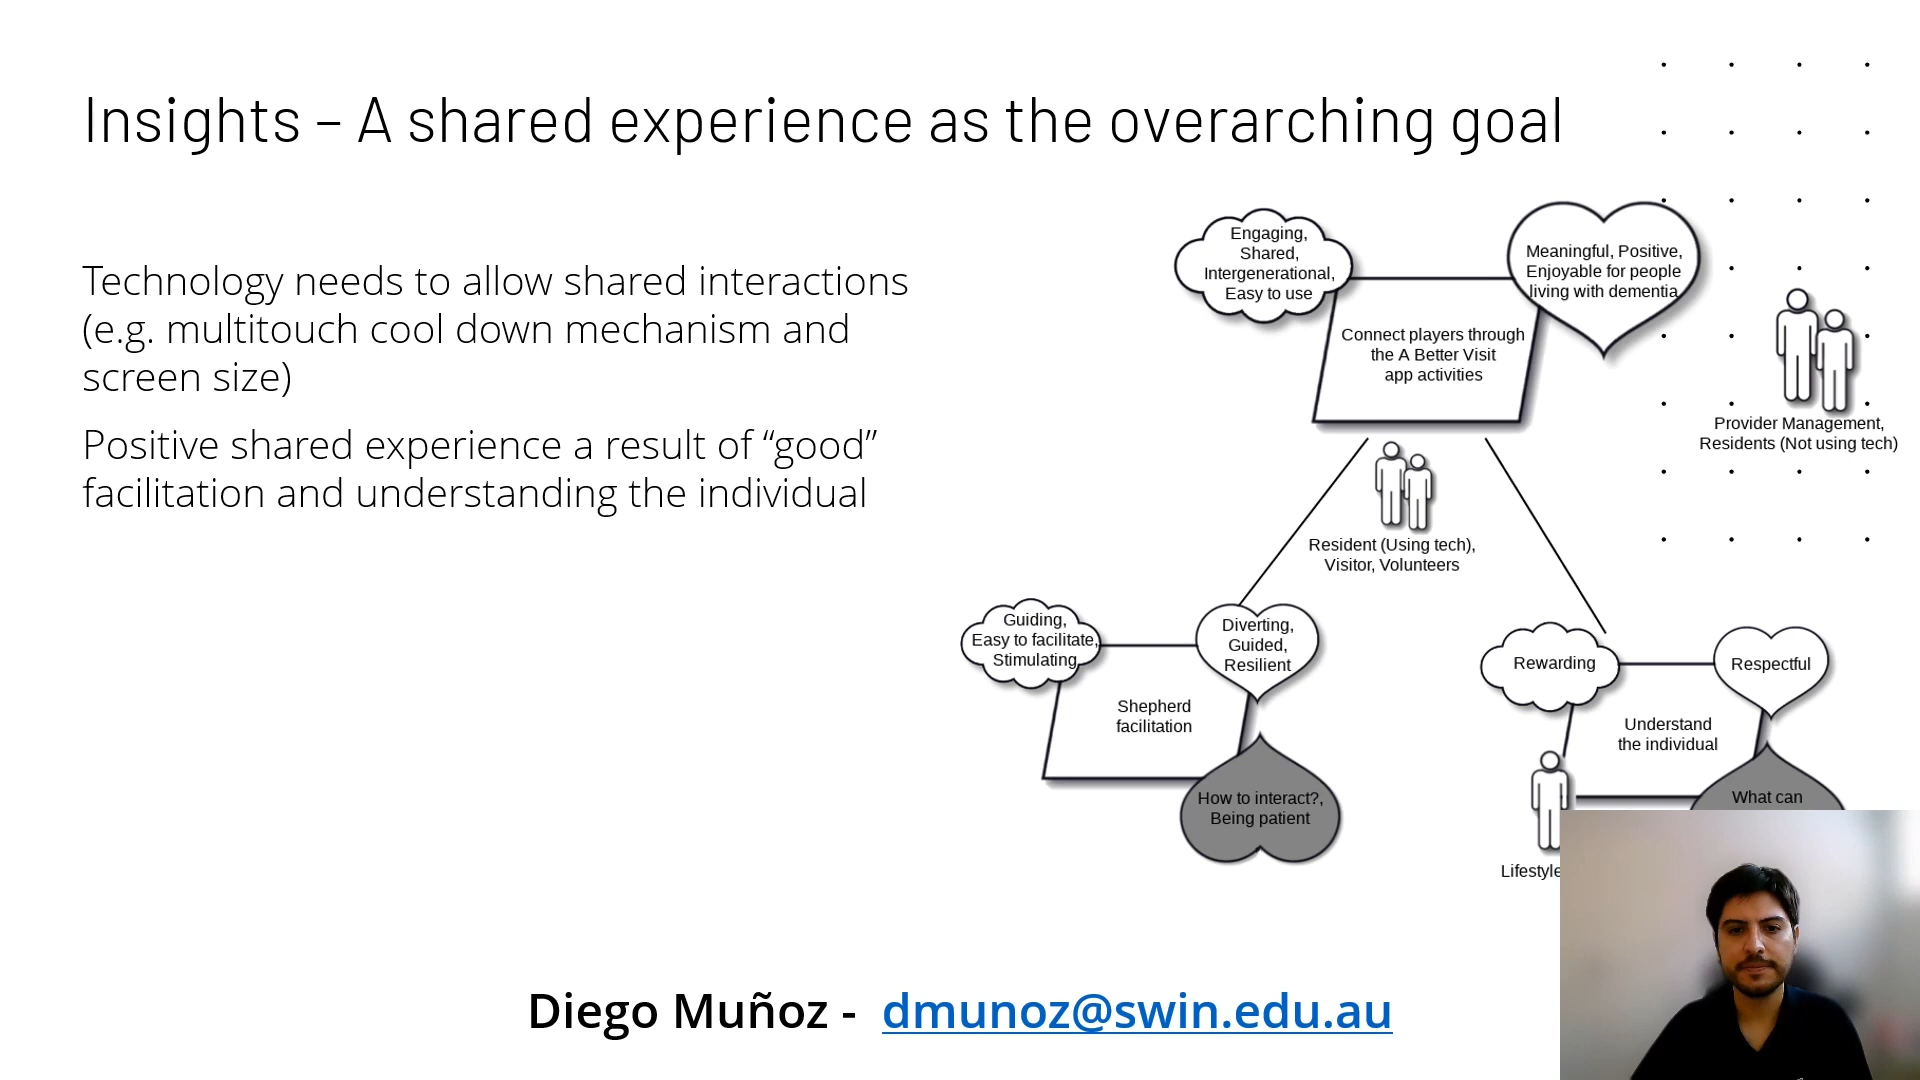 Insights – A shared experience as the overarching goal
Technology needs to allow shared interactions
(e.g. multitouch cool down mechanism and
screen size)
Positive shared experience a result of “good”
facilitation and understanding the individual
Engaging,
Shared,
Intergenerational,
Easy to use
Meaningful, Positive,
Enjoyable for people
living with dementia
Connect players through
the A Better Visit
app activities
Provider Management,
Residents (Not using tech)
Resident (Using tech),
Visitor, Volunteers
Guiding,
Easy to facilitate,
Stimulating
Diverting,
Guided,
Resilient
Shepherd
facilitation
How to interact?,
Being patient
Rewarding
Respectful
Understand
the individual
What can
Lifestyle
Diego Muñoz - dmunoz@swin.edu.au